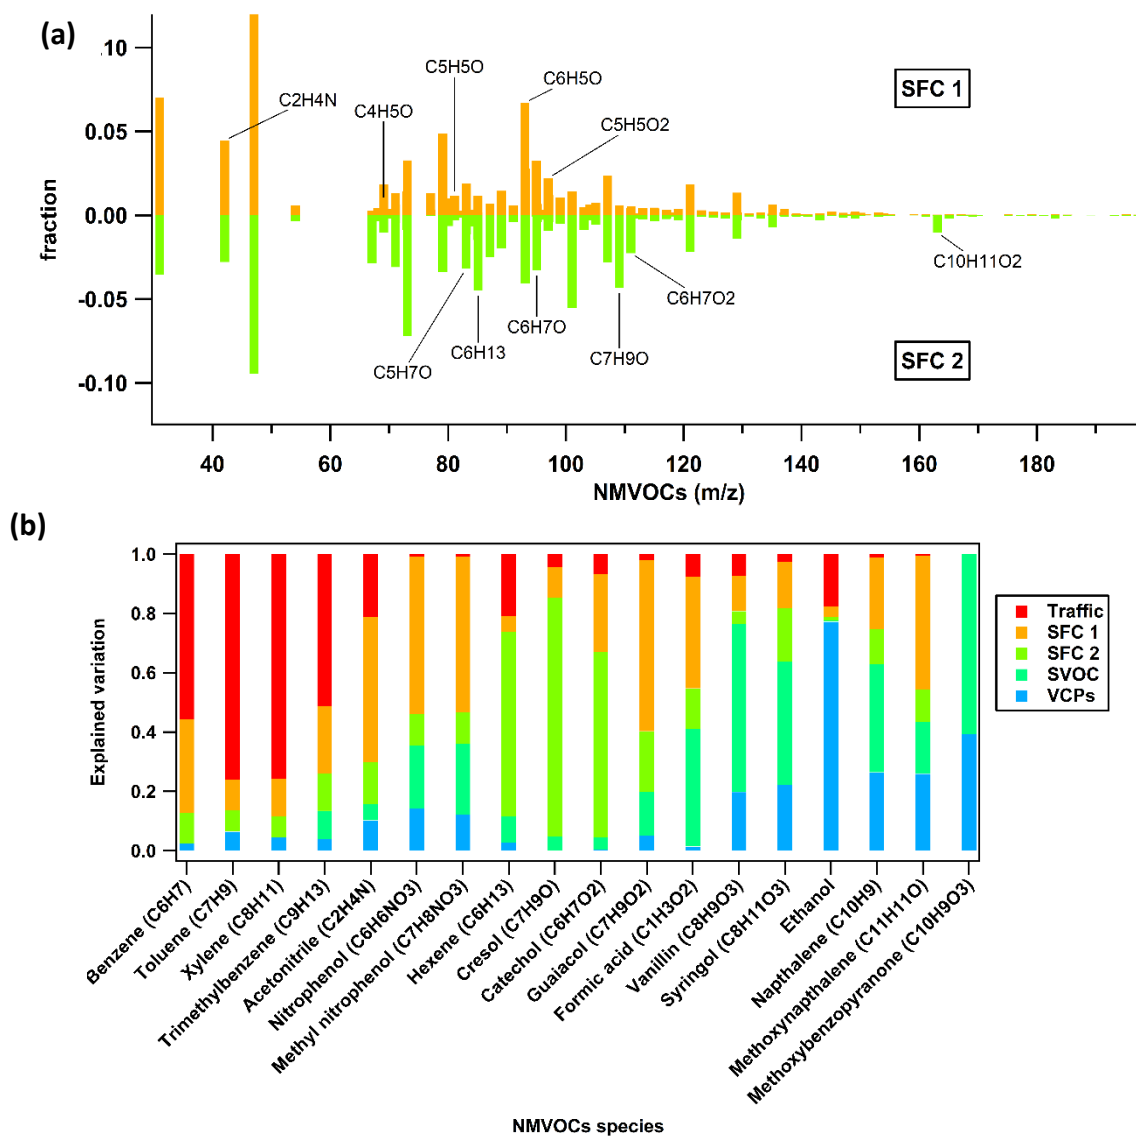 (a)
.10
0.05
0.00
-0.05
-0.10
fraction
C2H4N
C4H5O
C5H5O
C6H5O
C5H5O2
SFC 1
C5H7O
C6H13
C6H7O
C7H9O
C6H7O2
C10H11O2
SFC 2
40 60 80 100 120 140 160 180
NMVOCs (m/z)
(b)
1.0
0.8
0.6
0.4
0.2
0.0
Explained variation
Traffic
SFC 1
SFC 2
SVOC
VCPs
Benzene (C6H7)
Toluene (C7H9)
Xylene (C8H11)
Trimethylbenzene (C9H13)
Acetonitrile (C2H4N)
Nitrophenol (C6H6NO3)
Methyl nitrophenol (C7H8NO3)
Hexene (C6H13)
Cresol (C7H9O)
Catechol (C6H7O2)
Guaiacol (C7H9O2)
Formic acid (C1H3O2)
Vanillin (C8H9O3)
Syringol (C8H11O3)
Ethanol
Napthalene (C10H9)
Methoxynapthalene (C11H11O)
Methoxybenzopyranone (C10H9O3)
NMVOCs species